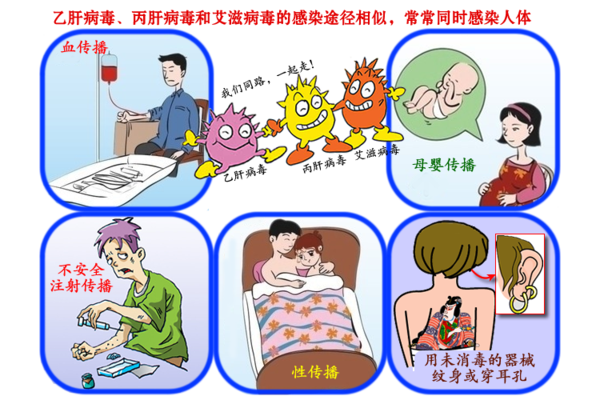 乙肝病毒、丙肝病毒和艾滋病毒的感染途径相似，常常同时感染人体
血传播
我们同路，一起走！
乙肝病毒
丙肝病毒
艾滋病毒
母婴传播
不安全
注射传播
性传播
用未消毒的器械
纹身或穿耳孔